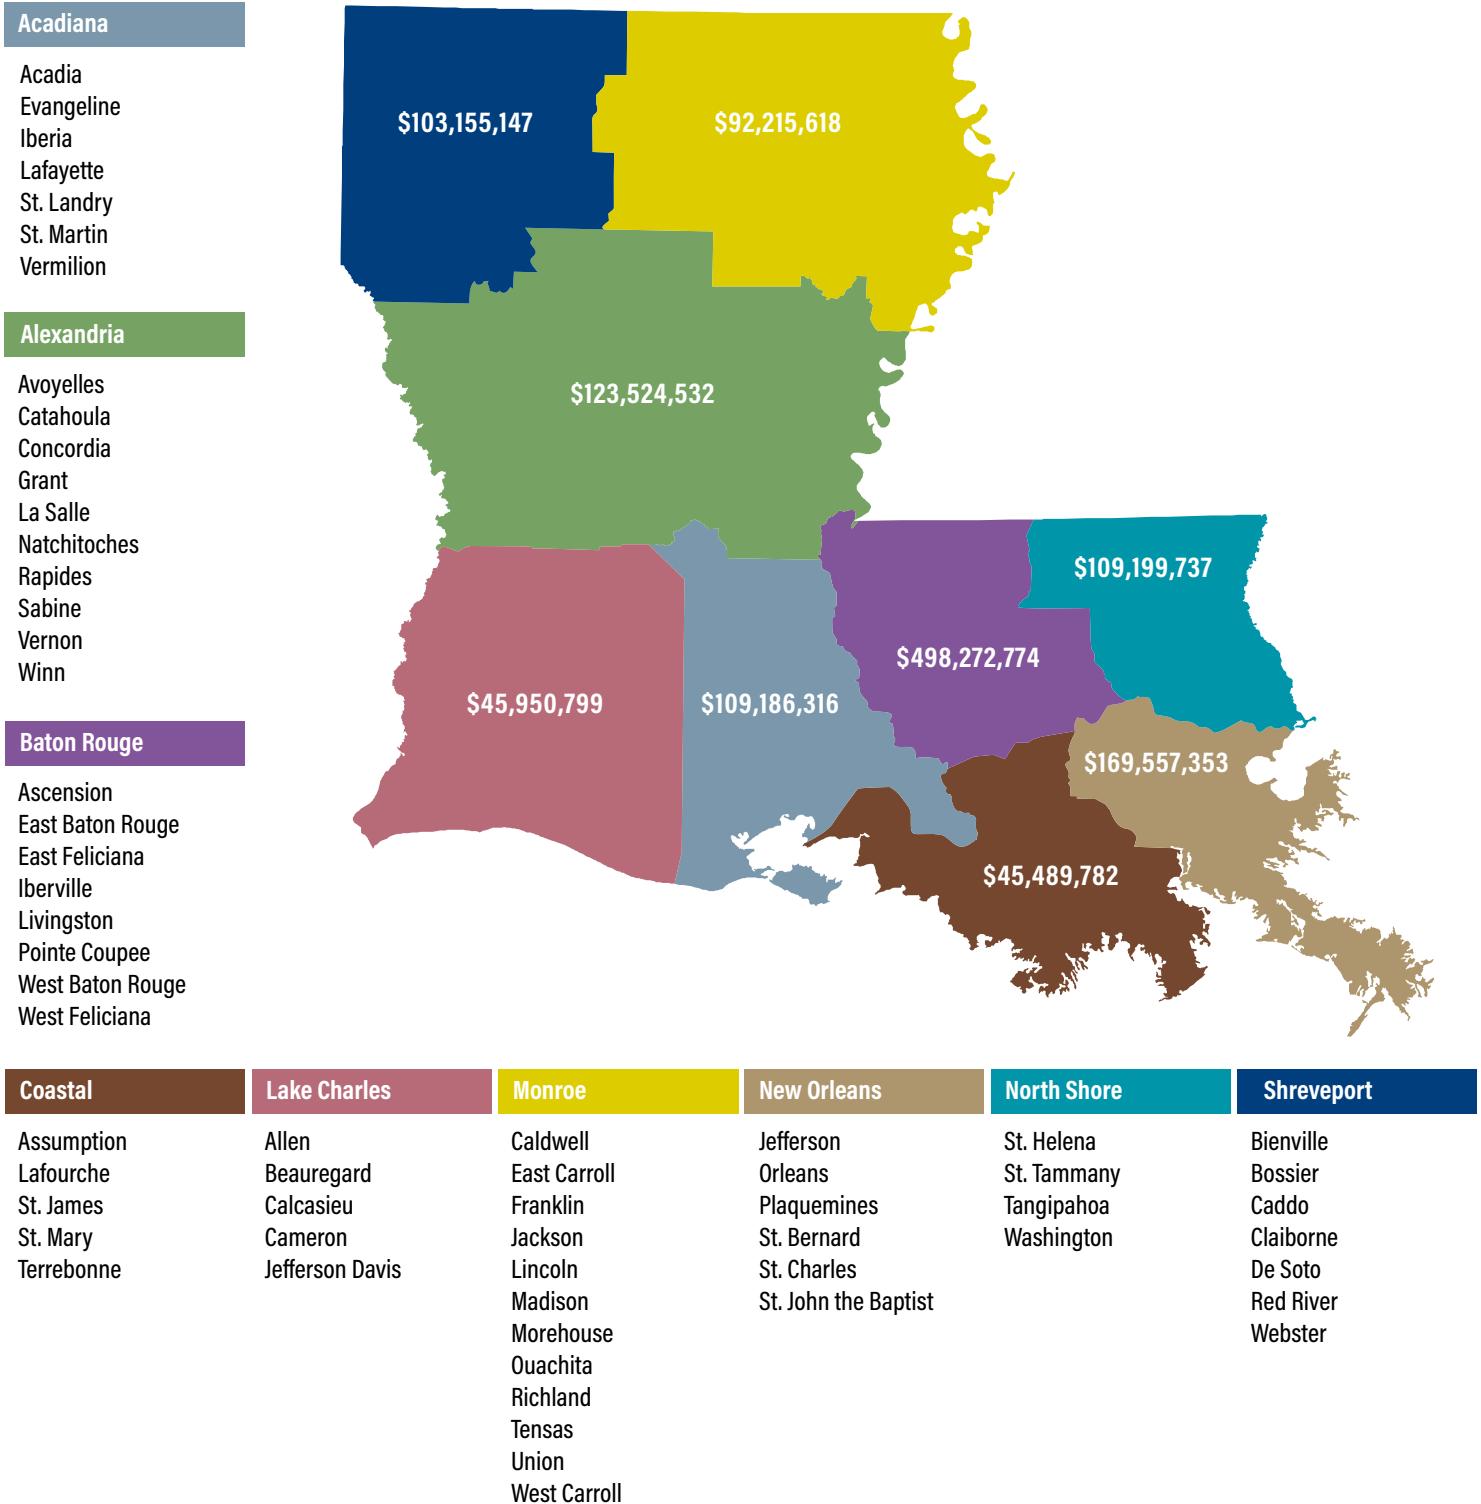 Acadiana
Acadia
Evangeline
Iberia
Lafayette
St. Landry
St. Martin
Vermilion
Alexandria
Avoyelles
Catahoula
Concordia
Grant
La Salle
Natchitoches
Rapides
Sabine
Vernon
Winn
Baton Rouge
Ascension
East Baton Rouge
East Feliciana
Iberville
Livingston
Pointe Coupee
West Baton Rouge
West Feliciana
$103,155,147
$92,215,618
$123,524,532
$109,199,737
$498,272,774
$45,950,799
$109,186,316
$169,557,353
$45,489,782
Coastal
Assumption
Lafourche
St. James
St. Mary
Terrebonne
Lake Charles
Allen
Beauregard
Calcasieu
Cameron
Jefferson Davis
Monroe
Caldwell
East Carroll
Franklin
Jackson
Lincoln
Madison
Morehouse
Ouachita
Richland
Tensas
Union
West Carroll
New Orleans
Jefferson
Orleans
Plaquemines
St. Bernard
St. Charles
St. John the Baptist
North Shore
St. Helena
St. Tammany
Tangipahoa
Washington
Shreveport
Bienville
Bossier
Caddo
Claiborne
De Soto
Red River
Webster